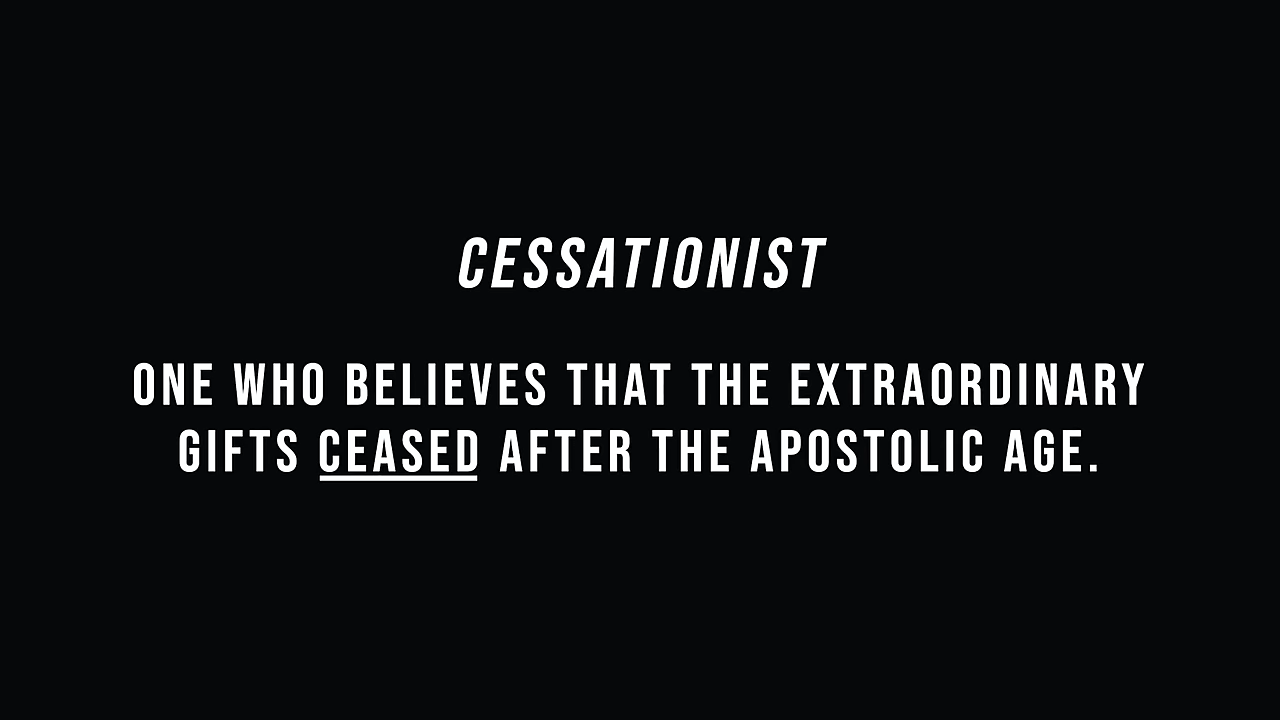 CESSATIONIST
ONE WHO BELIEVES THAT THE EXTRAORDINARY
GIFTS CEASED AFTER THE APOSTOLIC AGE.